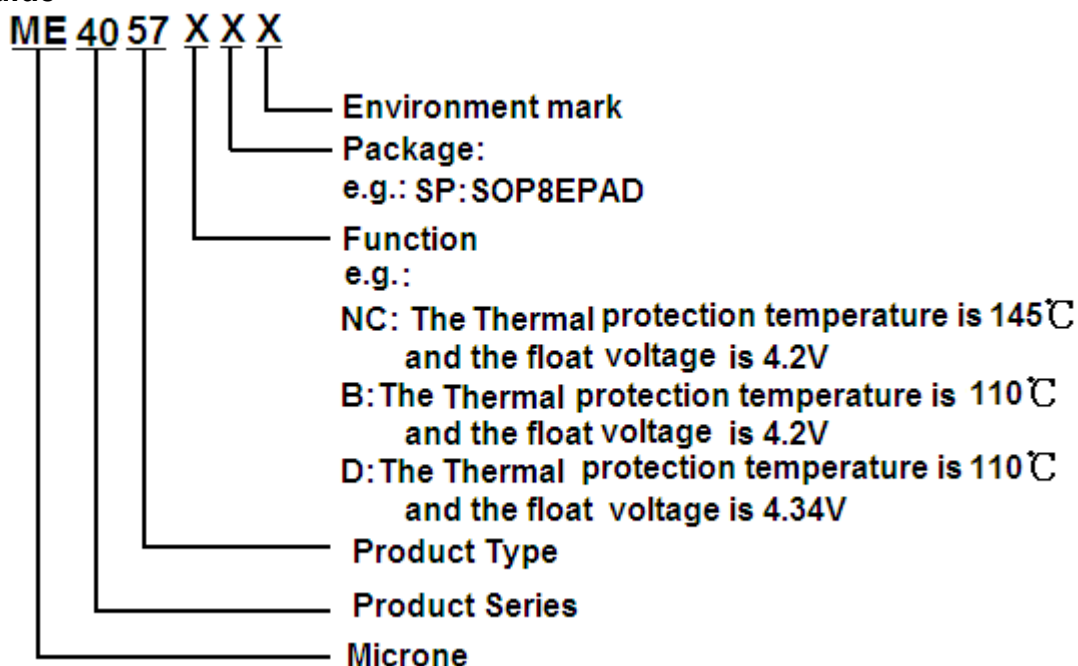 ME 40 57 X X X
Environment mark
Package:
e.g.: SP:SOP8EPAD
Function
e.g.:
NC: The Thermal protection temperature is 145℃
and the float voltage is 4.2V
B:The Thermal protection temperature is 110℃
and the float voltage is 4.2V
D:The Thermal protection temperature is 110℃
and the float voltage is 4.34V
Product Type
Product Series
Microne